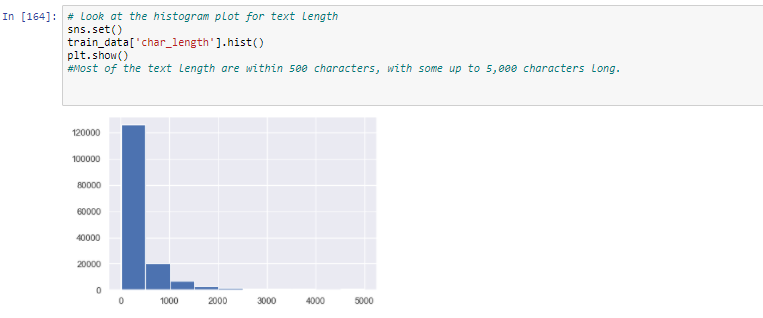 In [164]: # Look at the histogram plot for text length
sns.set()
train_data['char_length'].hist()
plt.show()
#Most of the text length are within 500 characters, with some up to 5,000 characters long.
120000
100000
80000
60000
40000
20000
0
0 1000 2000 3000 4000 5000